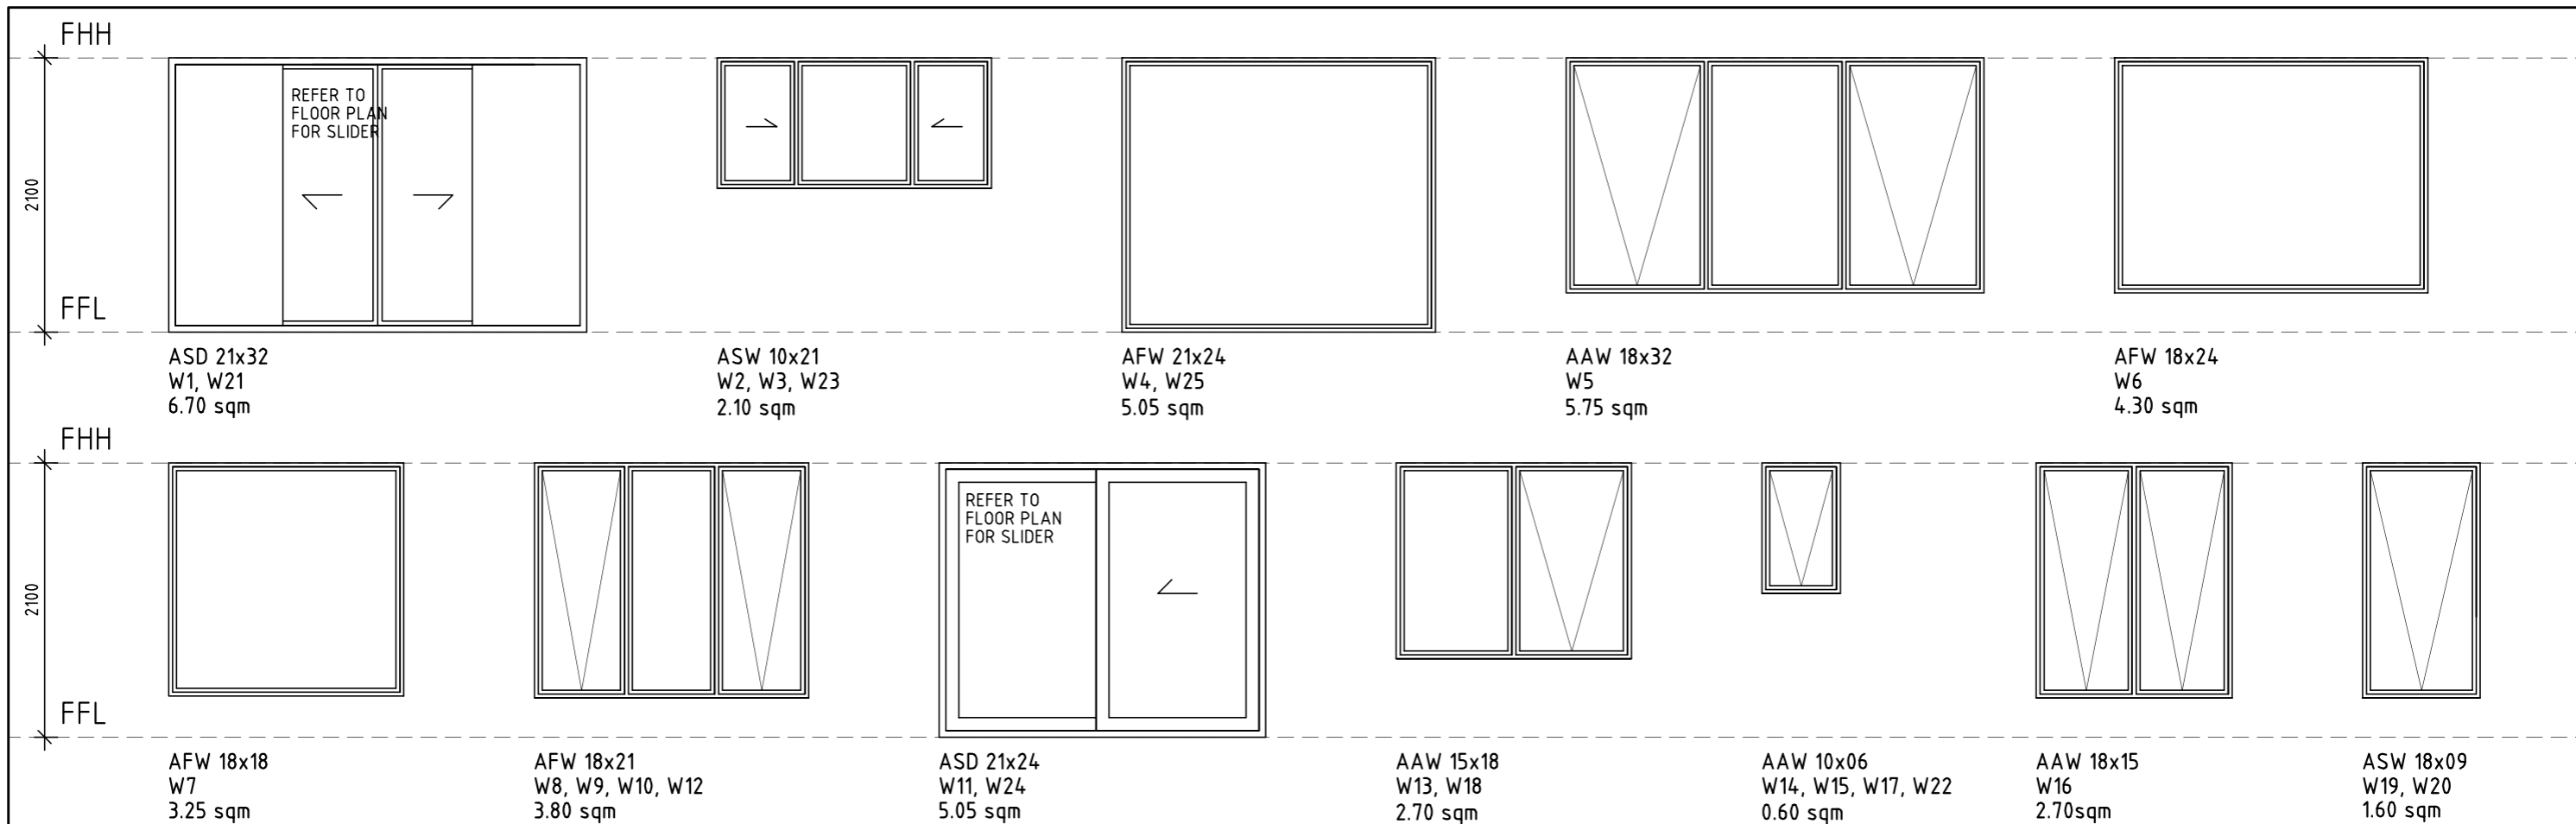 FHH
REFER TO
FLOOR PLAN
FOR SLIDER
2100
FFL
ASD 21x32
W1, W21
6.70 sqm
ASW 10x21
W2, W3, W23
2.10 sqm
AFW 21x24
W4, W25
5.05 sqm
AAW 18x32
W5
5.75 sqm
AFW 18x24
W6
4.30 sqm
FHH
REFER TO
FLOOR PLAN
FOR SLIDER
2100
FFL
AFW 18x18
W7
3.25 sqm
AFW 18x21
W8, W9, W10, W12
3.80 sqm
ASD 21x24
W11, W24
5.05 sqm
AAW 15x18
W13, W18
2.70 sqm
AAW 10x06
W14, W15, W17, W22
0.60 sqm
AAW 18x15
W16
2.70sqm
ASW 18x09
W19, W20
1.60 sqm